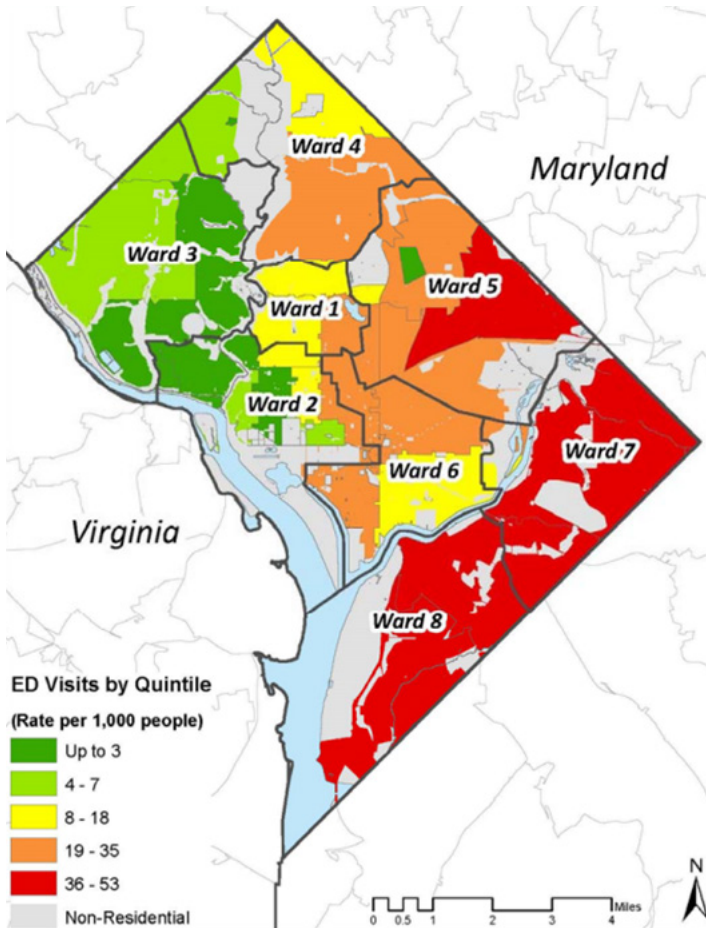 Ward 4
Maryland
Ward 3
Ward 5
Ward 1
Ward 2
Ward 7
Ward 6
Virginia
Ward 8
ED Visits by Quintile
(Rate per 1,000 people)
Up to 3
4 - 7
8 - 18
19 - 35
36 - 53
Non-Residential
N
Miles
0 0.5 1 2 3 4